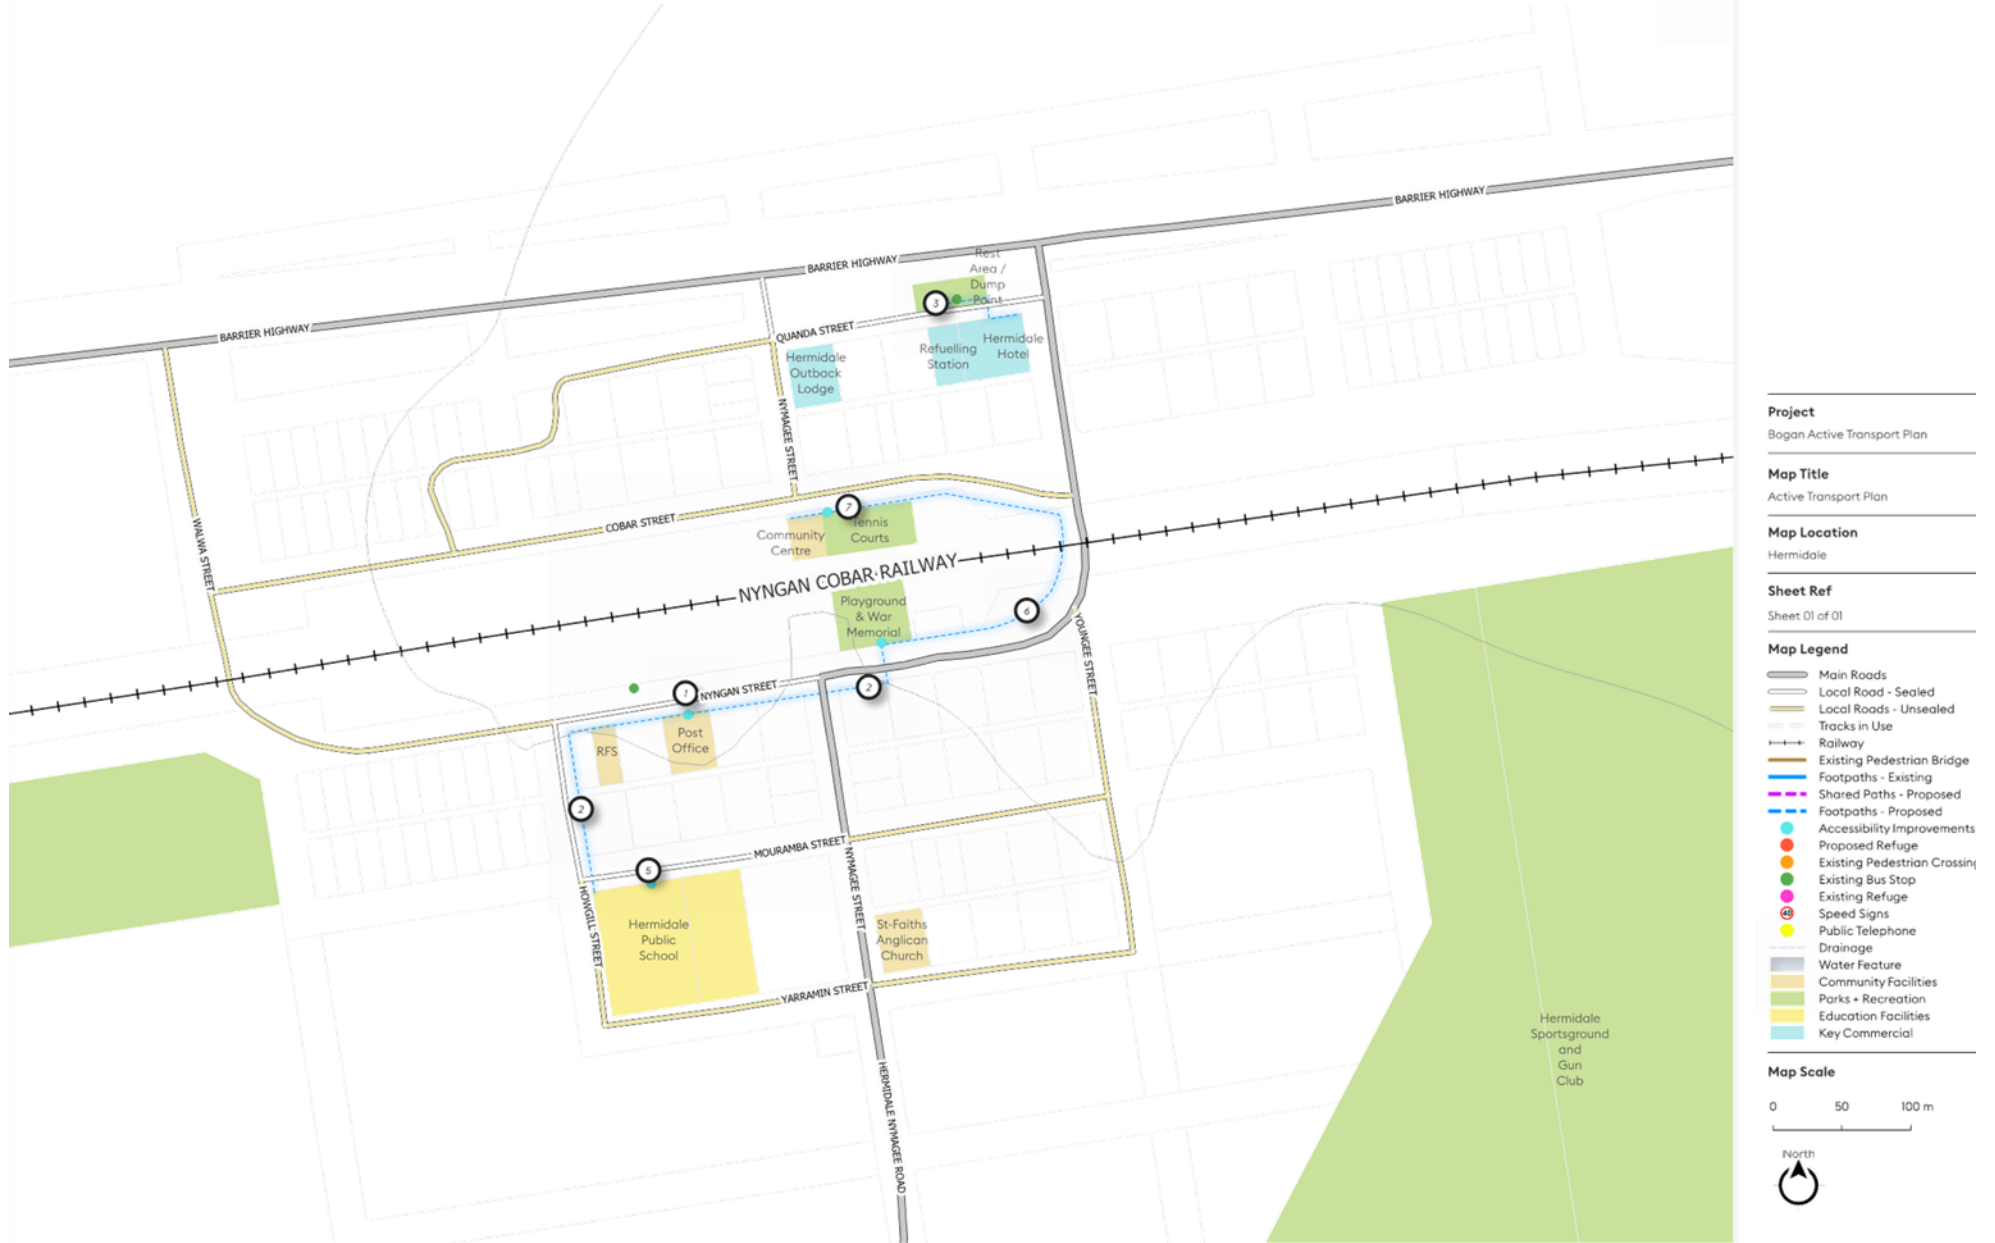 BARRIER HIGHWAY
BARRIER HIGHWAY
BARRIER HIGHWAY
Rest
Area /
Dump
Point
3
QUANDA STREET
Hermidale
Outback
Lodge
Refuelling
Station
Hermidale
Hotel
NYMAGEE STREET
WALWA STREET
COBAR STREET
7
Community
Centre
Tennis
Courts
NYNGAN COBAR RAILWAY
Playground
& War
Memorial
6
YOUNGEE STREET
1
NYNGAN STREET
2
RFS
Post
Office
2
MOURAMBA STREET
5
NYMAGEE STREET
HOWGILL STREET
Hermidale
Public
School
St-Faiths
Anglican
Church
YARRAMIN STREET
HERMIDALE NYMAGEE ROAD
Hermidale
Sportsground
and
Gun
Club
Project
Bogan Active Transport Plan
Map Title
Active Transport Plan
Map Location
Hermidale
Sheet Ref
Sheet 01 of 01
Map Legend
Main Roads
Local Road - Sealed
Local Roads - Unsealed
Tracks in Use
Railway
Existing Pedestrian Bridge
Footpaths - Existing
Shared Paths - Proposed
Footpaths - Proposed
Accessibility Improvements
Proposed Refuge
Existing Pedestrian Crossing
Existing Bus Stop
Existing Refuge
40 Speed Signs
Public Telephone
Drainage
Water Feature
Community Facilities
Parks + Recreation
Education Facilities
Key Commercial
Map Scale
0 50 100 m
North